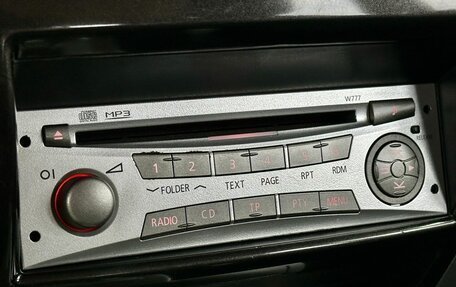 MP3
W777
1 2 3 4
FOLDER TEXT PAGE RPT RDM
RADIO CD TP PTY MENU